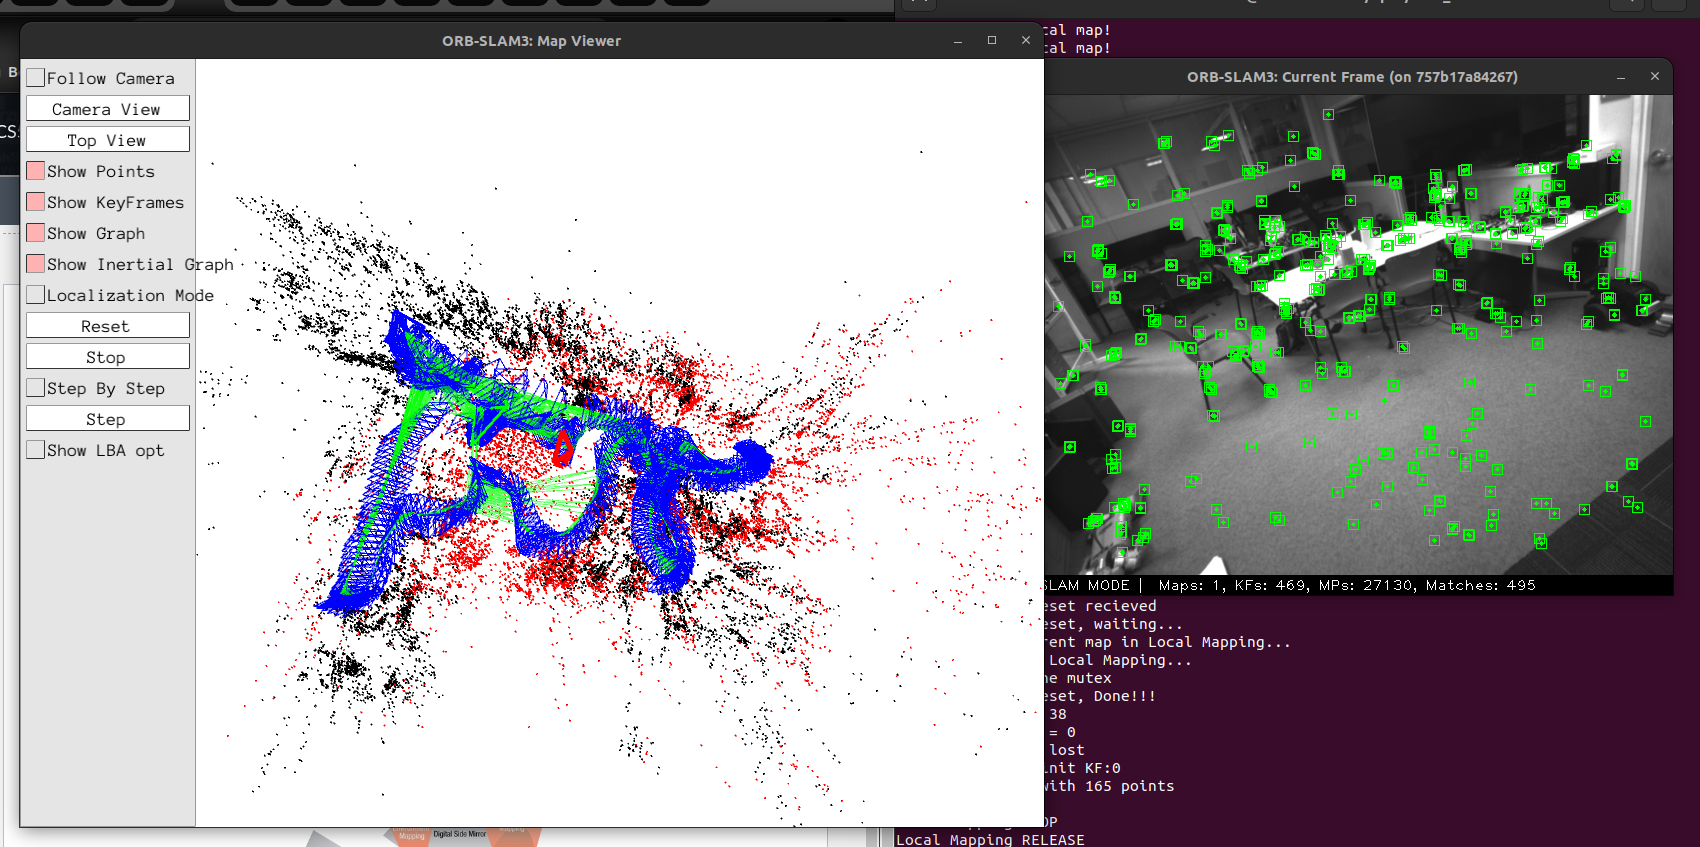 ORB-SLAM3: Map Viewer
Follow Camera
Camera View
Top View
Show Points
Show KeyFrames
Show Graph
Show Inertial Graph
Localization Mode
Reset
Stop
Step By Step
Step
Show LBA opt
cal map!
cal map!
ORB-SLAM3: Current Frame (on 757b17a84267)
SLAM MODE |  Maps: 1, KFs: 469, MPs: 27130, Matches: 495
eset recieved
eset, waiting...
rent map in Local Mapping...
Local Mapping...
he mutex
eset, Done!!!
38
= 0
lost
init KF:0
with 165 points
OP
Local Mapping RELEASE
B
CS
Mapping
Digital Side Mirror
Mapping